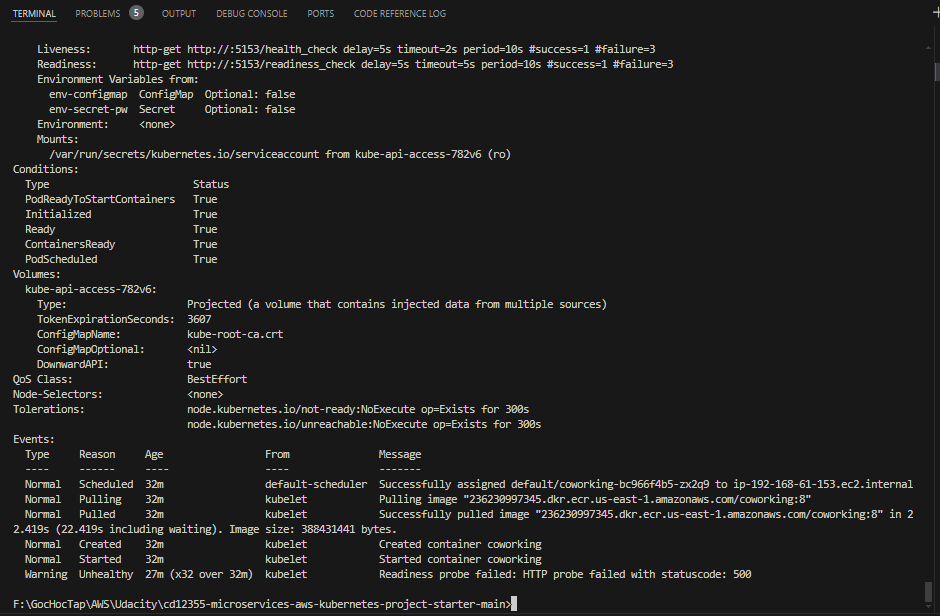 TERMINAL PROBLEMS 5 OUTPUT DEBUG CONSOLE PORTS CODE REFERENCE LOG
Liveness: http-get http://:5153/health_check delay=5s timeout=2s period=10s #success=1 #failure=3
Readiness: http-get http://:5153/readiness_check delay=5s timeout=5s period=10s #success=1 #failure=3
Environment Variables from:
env-configmap ConfigMap Optional: false
env-secret-pw Secret Optional: false
Environment: <none>
Mounts:
/var/run/secrets/kubernetes.io/serviceaccount from kube-api-access-782v6 (ro)
Conditions:
Type Status
PodReadyToStartContainers True
Initialized True
Ready True
ContainersReady True
PodScheduled True
Volumes:
kube-api-access-782v6:
Type: Projected (a volume that contains injected data from multiple sources)
TokenExpirationSeconds: 3607
ConfigMapName: kube-root-ca.crt
ConfigMapOptional: <nil>
DownwardAPI: true
QoS Class: BestEffort
Node-Selectors: <none>
Tolerations: node.kubernetes.io/not-ready:NoExecute op=Exists for 300s
node.kubernetes.io/unreachable:NoExecute op=Exists for 300s
Events:
Type Reason Age From Message
---- ------ ---- ---- -------
Normal Scheduled 32m default-scheduler Successfully assigned default/coworking-bc966f4b5-zx2q9 to ip-192-168-61-153.ec2.internal
Normal Pulling 32m kubelet Pulling image "236230997345.dkr.ecr.us-east-1.amazonaws.com/coworking:8"
Normal Pulled 32m kubelet Successfully pulled image "236230997345.dkr.ecr.us-east-1.amazonaws.com/coworking:8" in 2
2.419s (22.419s including waiting). Image size: 388431441 bytes.
Normal Created 32m kubelet Created container coworking
Normal Started 32m kubelet Started container coworking
Warning Unhealthy 27m (x32 over 32m) kubelet Readiness probe failed: HTTP probe failed with statuscode: 500
F:\GocHocTap\AWS\Udacity\cd12355-microservices-aws-kubernetes-project-starter-main>